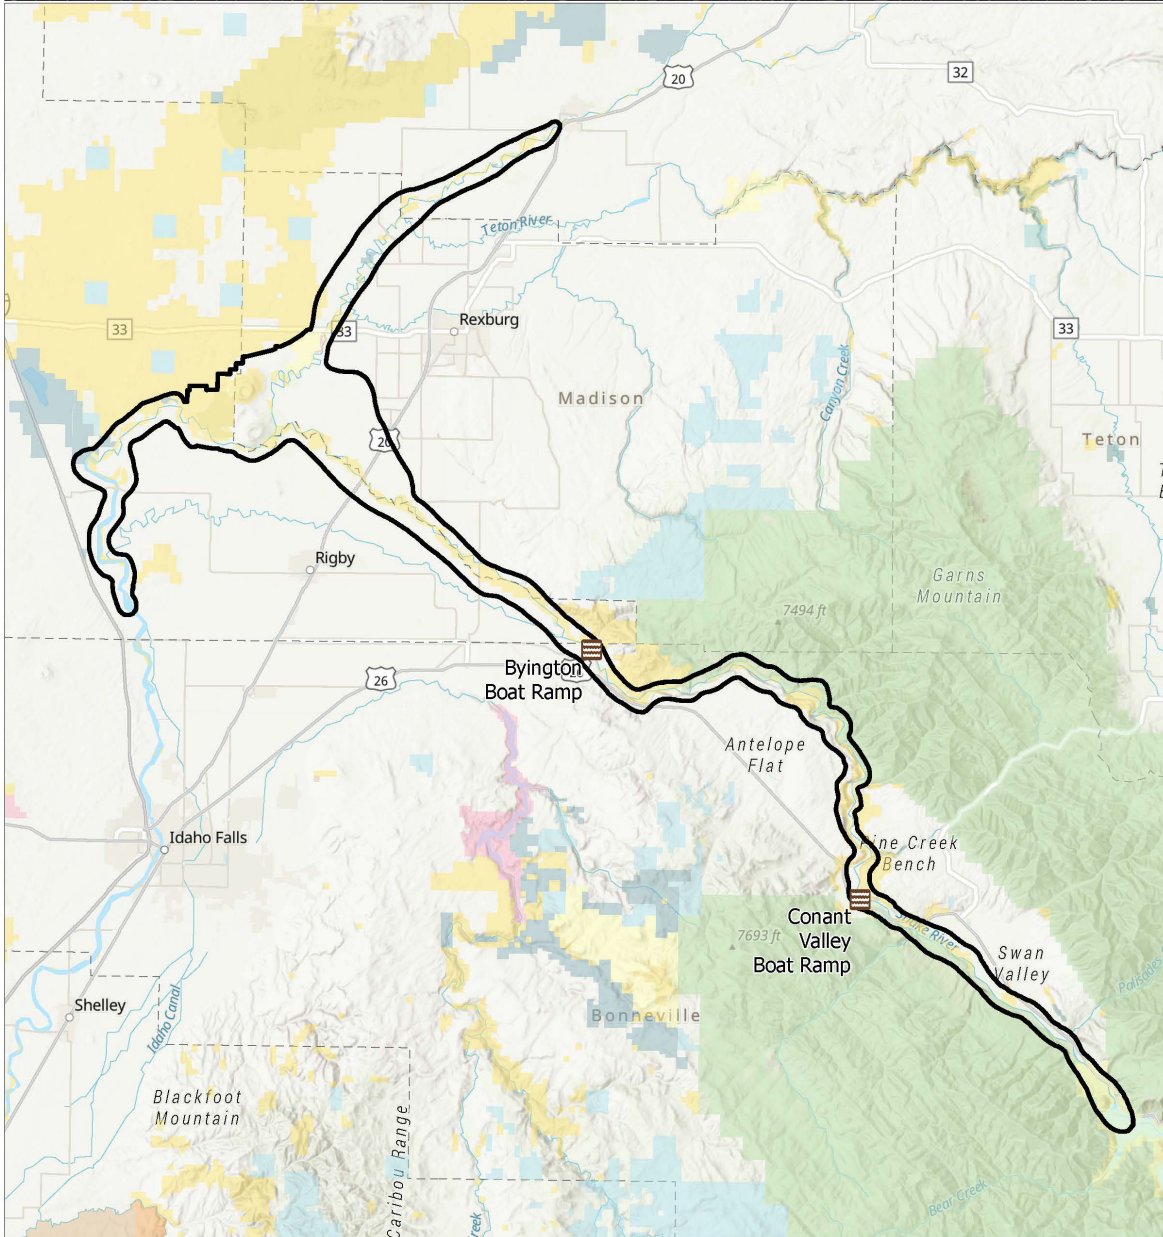 20
32
Teton River
33
33
Rexburg
33
Madison
Canyon Creek
Teton
20
Rigby
Garns
Mountain
7494 ft
Byington
Boat Ramp
26
Antelope
Flat
Idaho Falls
Pine Creek
Bench
Conant
Valley
Boat Ramp
Snake River
7693 ft
Swan
Valley
Palisades
Shelley
Idaho Canal
Bonneville
Blackfoot
Mountain
Caribou Range
Bear Creek
reek